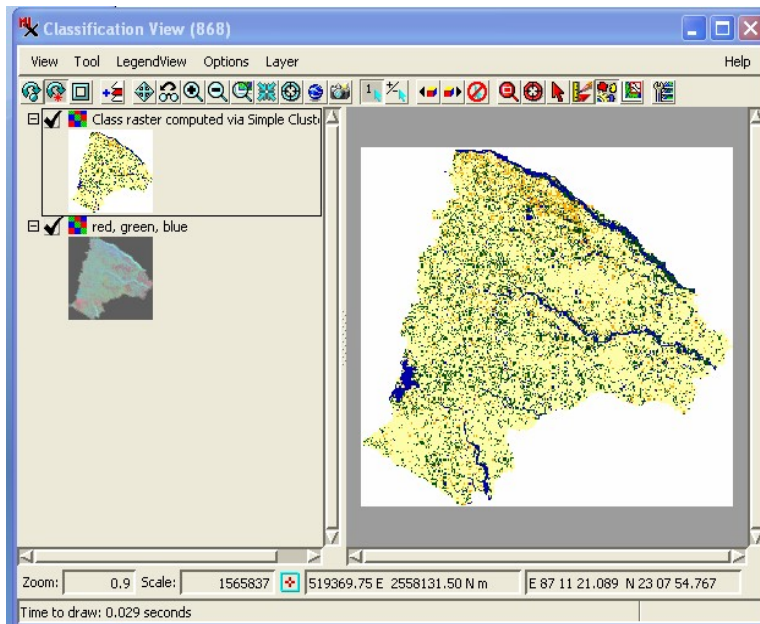 Classification View (868)
View Tool LegendView Options Layer Help
Class raster computed via Simple Cluste
red, green, blue
Zoom: 0.9 Scale: 1565837 519369.75 E 2558131.50 N m E 87 11 21.089 N 23 07 54.767
Time to draw: 0.029 seconds